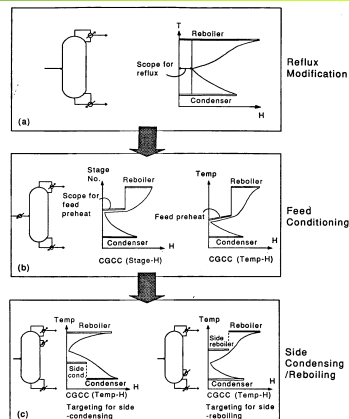 T
Reboiler
Scope for
reflux
Condenser
H
(a)
Reflux
Modification
Stage
No.
Reboiler
Scope for
feed
preheat
Condenser
H
CGCC (Stage-H)
Temp
Reboiler
Feed preheat
Condenser
H
CGCC (Temp-H)
(b)
Feed
Conditioning
Temp
Reboiler
Side
cond.
Condenser
H
CGCC (Temp-H)
Targeting for side
-condensing
Temp
Reboiler
Side
reboiler
Condenser
H
CGCC (Temp-H)
Targeting for side
-reboiling
(c)
Side
Condensing
/Reboiling